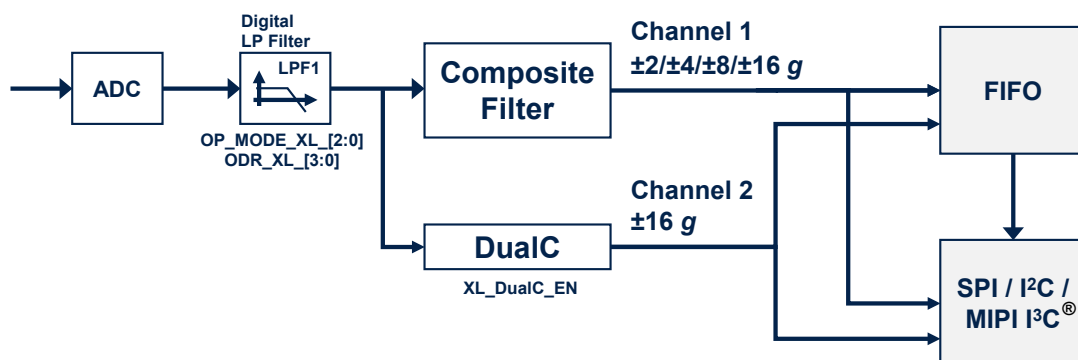 Digital
LP Filter
ADC
LPF1
OP_MODE_XL_[2:0]
ODR_XL_[3:0]
Composite
Filter
Channel 1
±2/±4/±8/±16 g
FIFO
Channel 2
±16 g
DualC
XL_DualC_EN
SPI / I²C /
MIPI I³C®